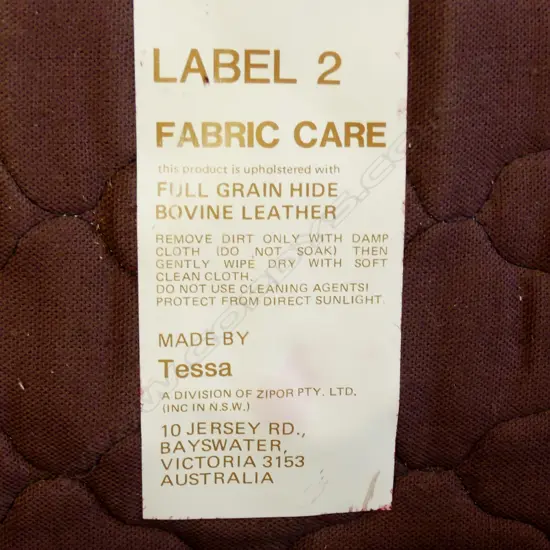 LABEL 2
FABRIC CARE
this product is upholstered with
FULL GRAIN HIDE
BOVINE LEATHER
REMOVE DIRT ONLY WITH DAMP
CLOTH (DO NOT SOAK) THEN
GENTLY WIPE DRY WITH SOFT
CLEAN CLOTH.
DO NOT USE CLEANING AGENTS!
PROTECT FROM DIRECT SUNLIGHT.
MADE BY
Tessa
A DIVISION OF ZIPOR PTY. LTD.
(INC IN N.S.W.)
10 JERSEY RD.,
BAYSWATER,
VICTORIA 3153
AUSTRALIA